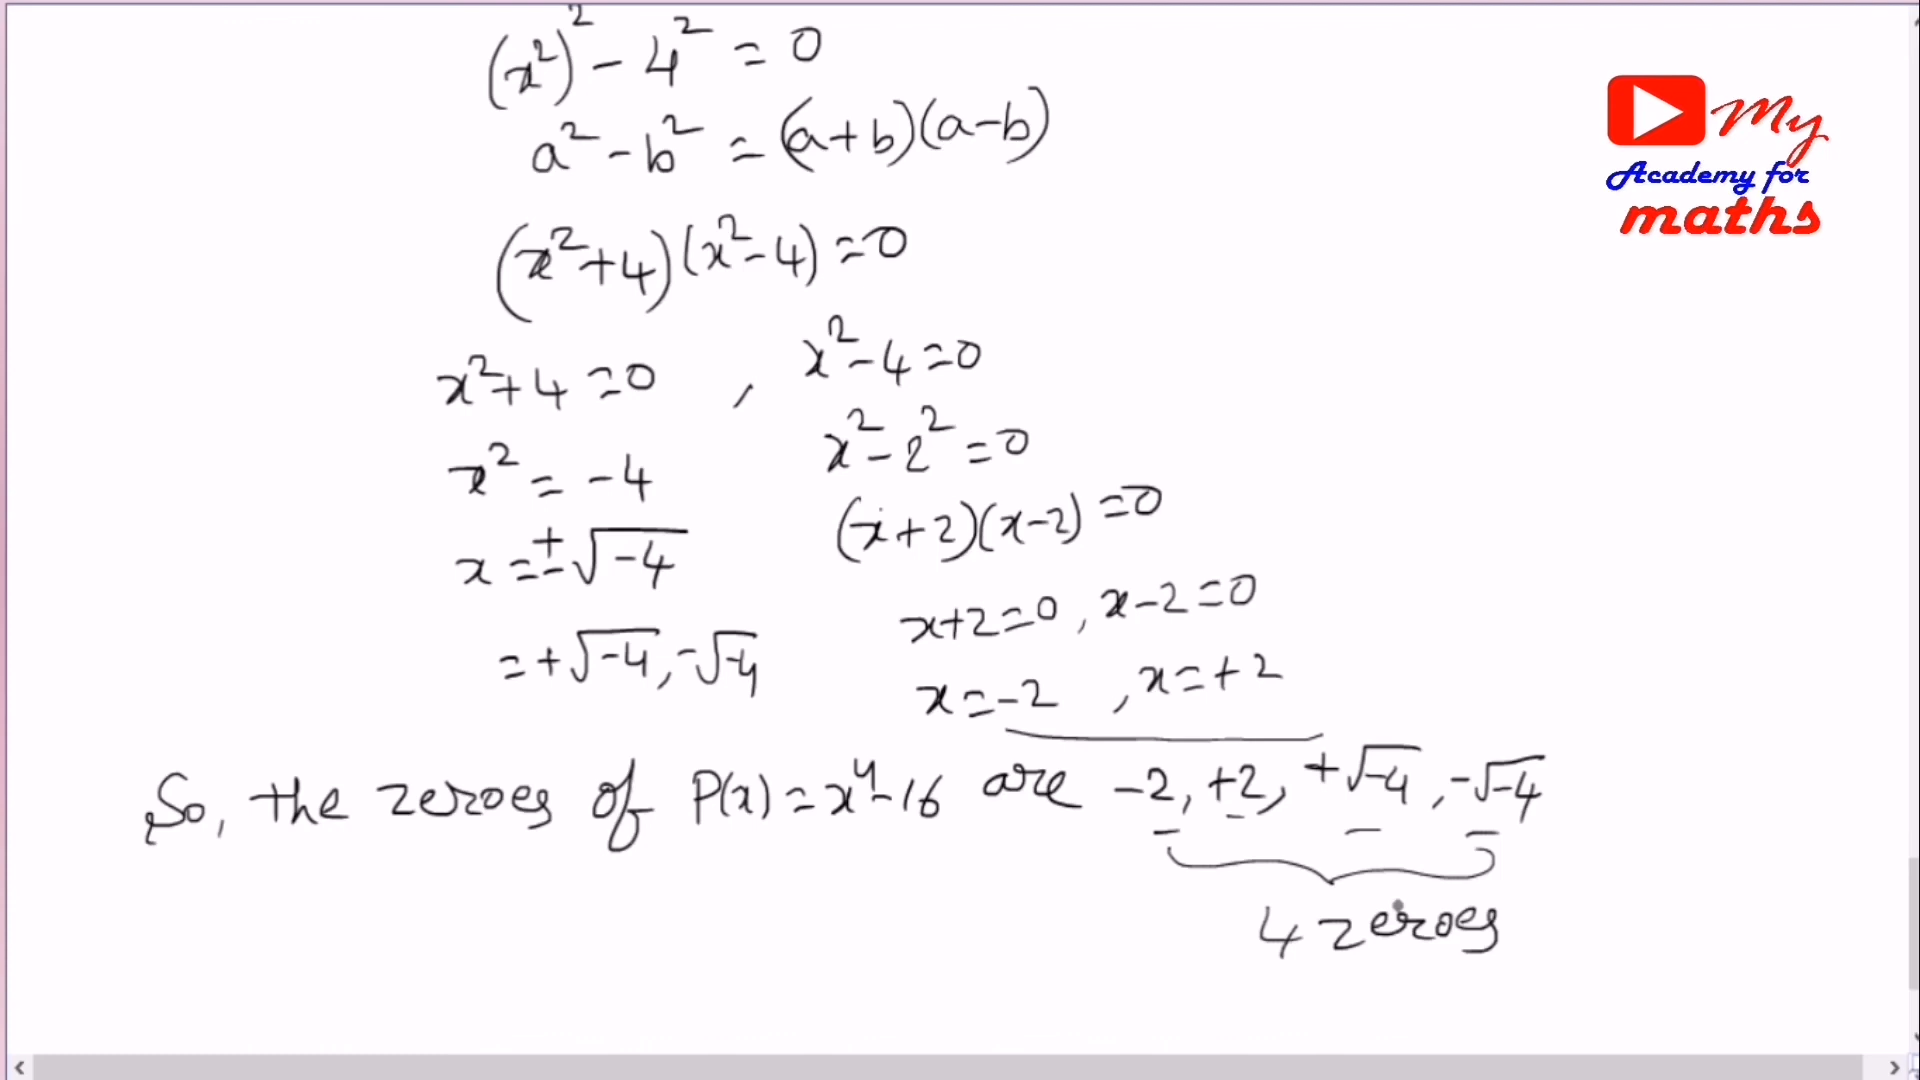 (x²)² - 4² = 0
a² - b² = (a+b)(a-b)
(x²+4)(x²-4) = 0
x²+4 = 0 , x²-4 = 0
x² = -4
x = ±√-4
= +√-4, -√-4
x² - 2² = 0
(x+2)(x-2) = 0
x+2 = 0, x-2 = 0
x = -2 , x = +2
So, the zeroes of P(x) = x⁴-16 are -2, +2, +√-4, -√-4
4 zeroes
My
Academy for
maths